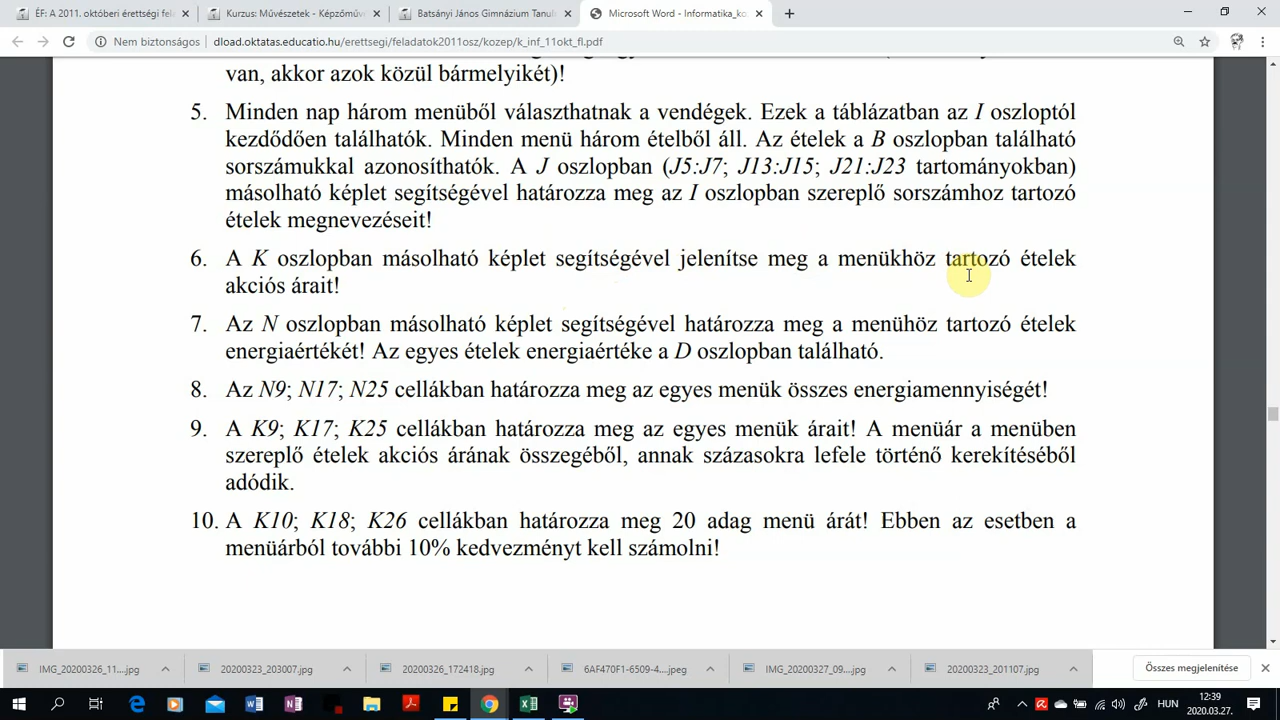 ÉF: A 2011. októberi érettségi fela
Kurzus: Művészetek - Képzőműv
Batsányi János Gimnázium Tanul
Microsoft Word - Informatika_ko
Nem biztonságos
dload.oktatas.educatio.hu/erettsegi/feladatok2011osz/kozep/k_inf_11okt_fl.pdf
van, akkor azok közül bármelyikét)!
5. Minden nap három menüből választhatnak a vendégek. Ezek a táblázatban az I oszloptól
kezdődően találhatók. Minden menü három ételből áll. Az ételek a B oszlopban található
sorszámukkal azonosíthatók. A J oszlopban (J5:J7; J13:J15; J21:J23 tartományokban)
másolható képlet segítségével határozza meg az I oszlopban szereplő sorszámhoz tartozó
ételek megnevezéseit!
6. A K oszlopban másolható képlet segítségével jelenítse meg a menükhöz tartozó ételek
akciós árait!
7. Az N oszlopban másolható képlet segítségével határozza meg a menühöz tartozó ételek
energiaértékét! Az egyes ételek energiaértéke a D oszlopban található.
8. Az N9; N17; N25 cellákban határozza meg az egyes menük összes energiamennyiségét!
9. A K9; K17; K25 cellákban határozza meg az egyes menük árait! A menüár a menüben
szereplő ételek akciós árának összegéből, annak százasokra lefele történő kerekítéséből
adódik.
10. A K10; K18; K26 cellákban határozza meg 20 adag menü árát! Ebben az esetben a
menüárból további 10% kedvezményt kell számolni!
IMG_20200326_11....jpg
20200323_203007.jpg
20200326_172418.jpg
6AF470F1-6509-4....jpeg
IMG_20200327_09....jpg
20200323_201107.jpg
Összes megjelenítése
HUN
12:39
2020.03.27.